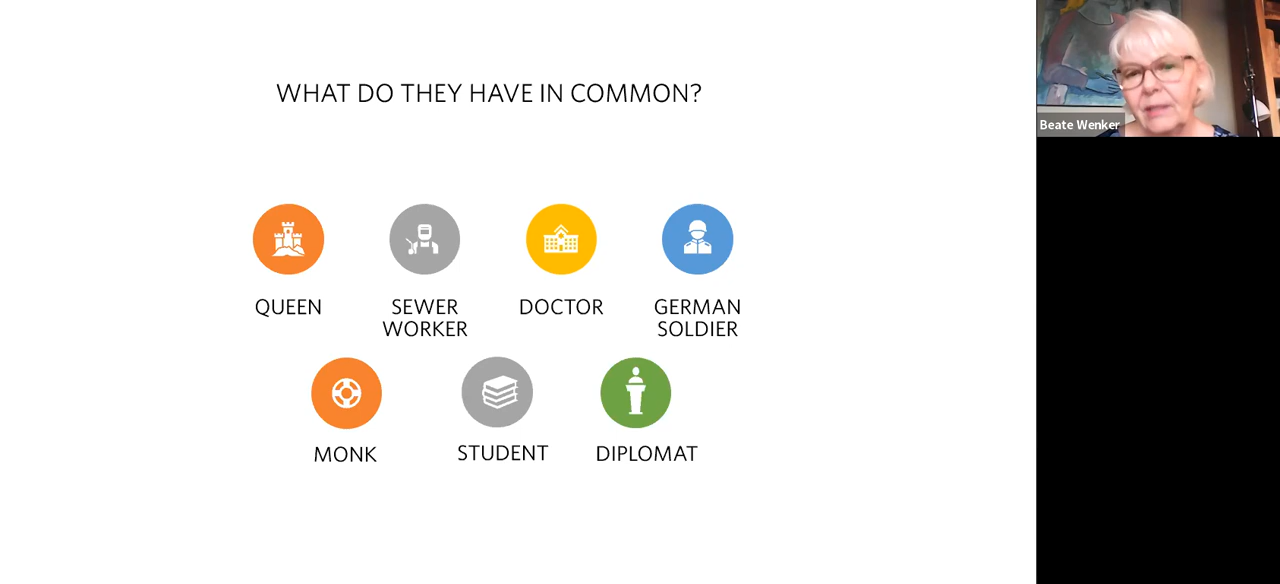 WHAT DO THEY HAVE IN COMMON?
Beate Wenker
QUEEN
SEWER
WORKER
DOCTOR
GERMAN
SOLDIER
MONK
STUDENT
DIPLOMAT